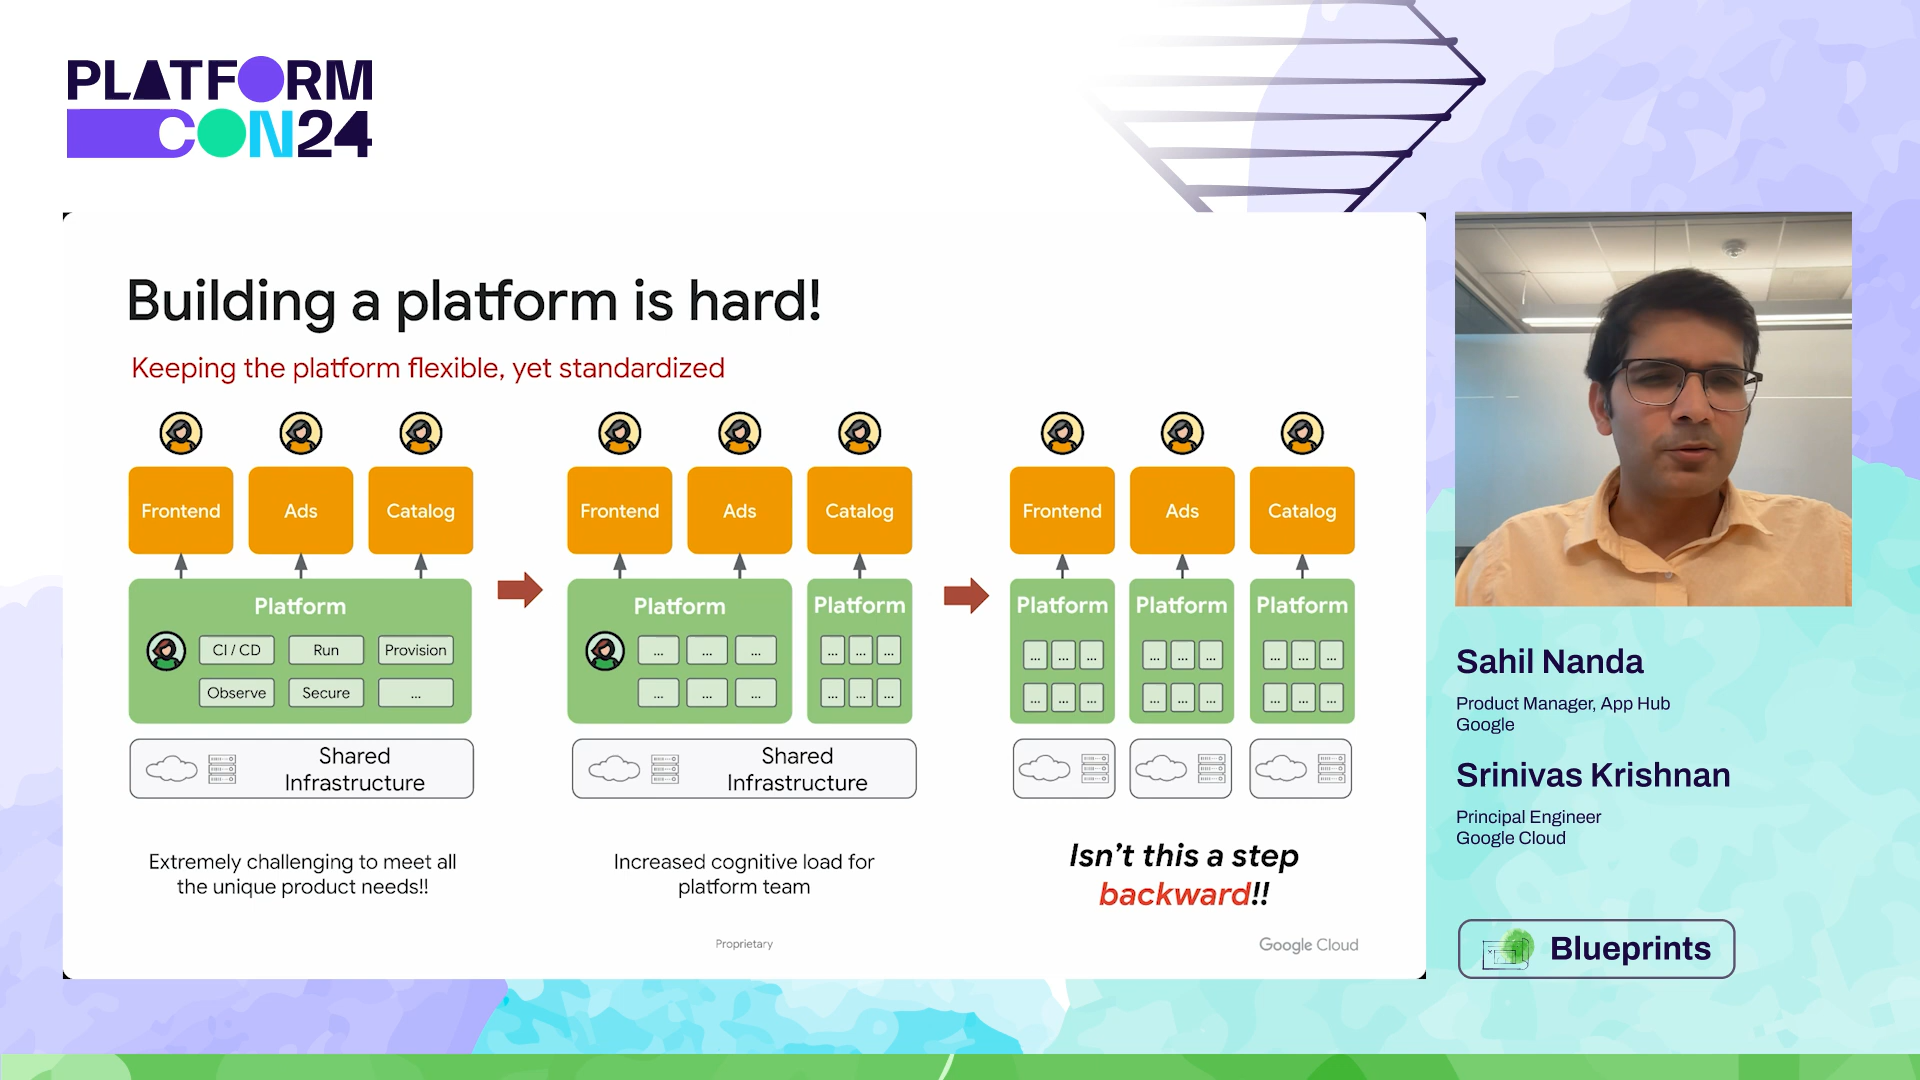 PLATFORM
CON24
Building a platform is hard!
Keeping the platform flexible, yet standardized
Frontend
Ads
Catalog
Platform
CI / CD
Run
Provision
Observe
Secure
...
Shared
Infrastructure
Extremely challenging to meet all
the unique product needs!!
Frontend
Ads
Catalog
Platform
... ... ...
... ... ...
Platform
... ... ...
... ... ...
Shared
Infrastructure
Increased cognitive load for
platform team
Frontend
Ads
Catalog
Platform
... ... ...
... ... ...
Platform
... ... ...
... ... ...
Platform
... ... ...
... ... ...
Isn't this a step
backward!!
Proprietary
Google Cloud
Sahil Nanda
Product Manager, App Hub
Google
Srinivas Krishnan
Principal Engineer
Google Cloud
Blueprints